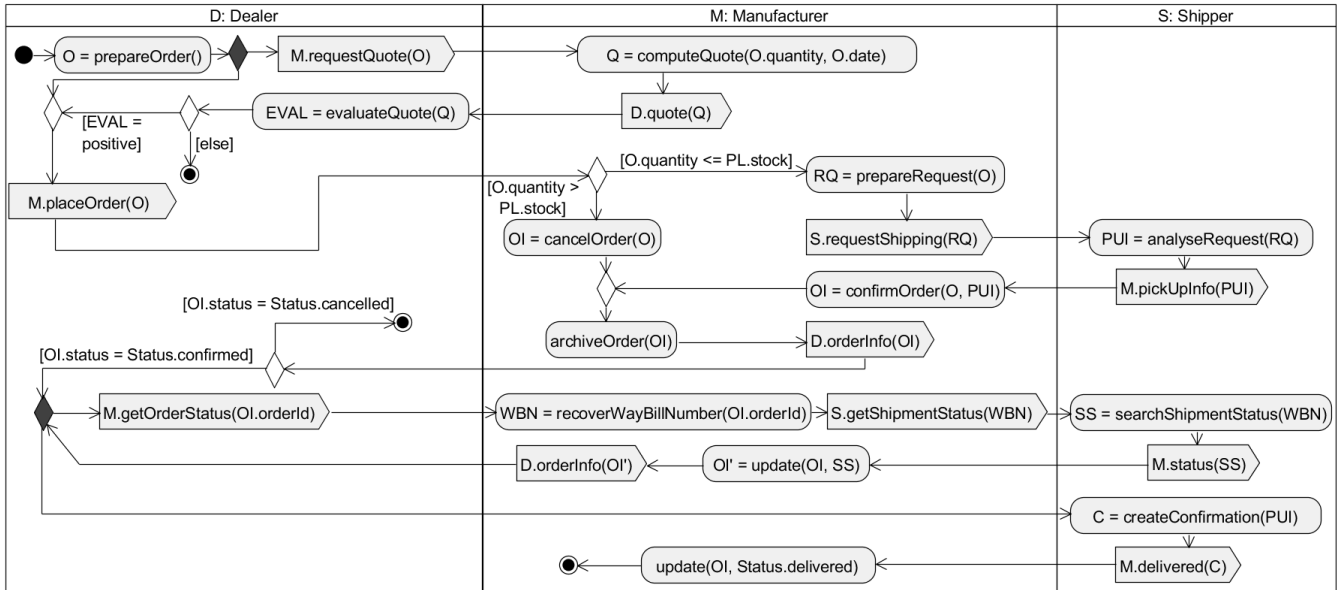 D: Dealer
M: Manufacturer
S: Shipper
O = prepareOrder()
M.requestQuote(O)
Q = computeQuote(O.quantity, O.date)
EVAL = evaluateQuote(Q)
D.quote(Q)
[EVAL =
positive]
[else]
M.placeOrder(O)
[O.quantity <= PL.stock]
RQ = prepareRequest(O)
[O.quantity >
PL.stock]
OI = cancelOrder(O)
S.requestShipping(RQ)
PUI = analyseRequest(RQ)
OI = confirmOrder(O, PUI)
M.pickUpInfo(PUI)
[OI.status = Status.cancelled]
archiveOrder(OI)
D.orderInfo(OI)
[OI.status = Status.confirmed]
M.getOrderStatus(OI.orderId)
WBN = recoverWayBillNumber(OI.orderId)
S.getShipmentStatus(WBN)
SS = searchShipmentStatus(WBN)
D.orderInfo(OI')
OI' = update(OI, SS)
M.status(SS)
C = createConfirmation(PUI)
update(OI, Status.delivered)
M.delivered(C)